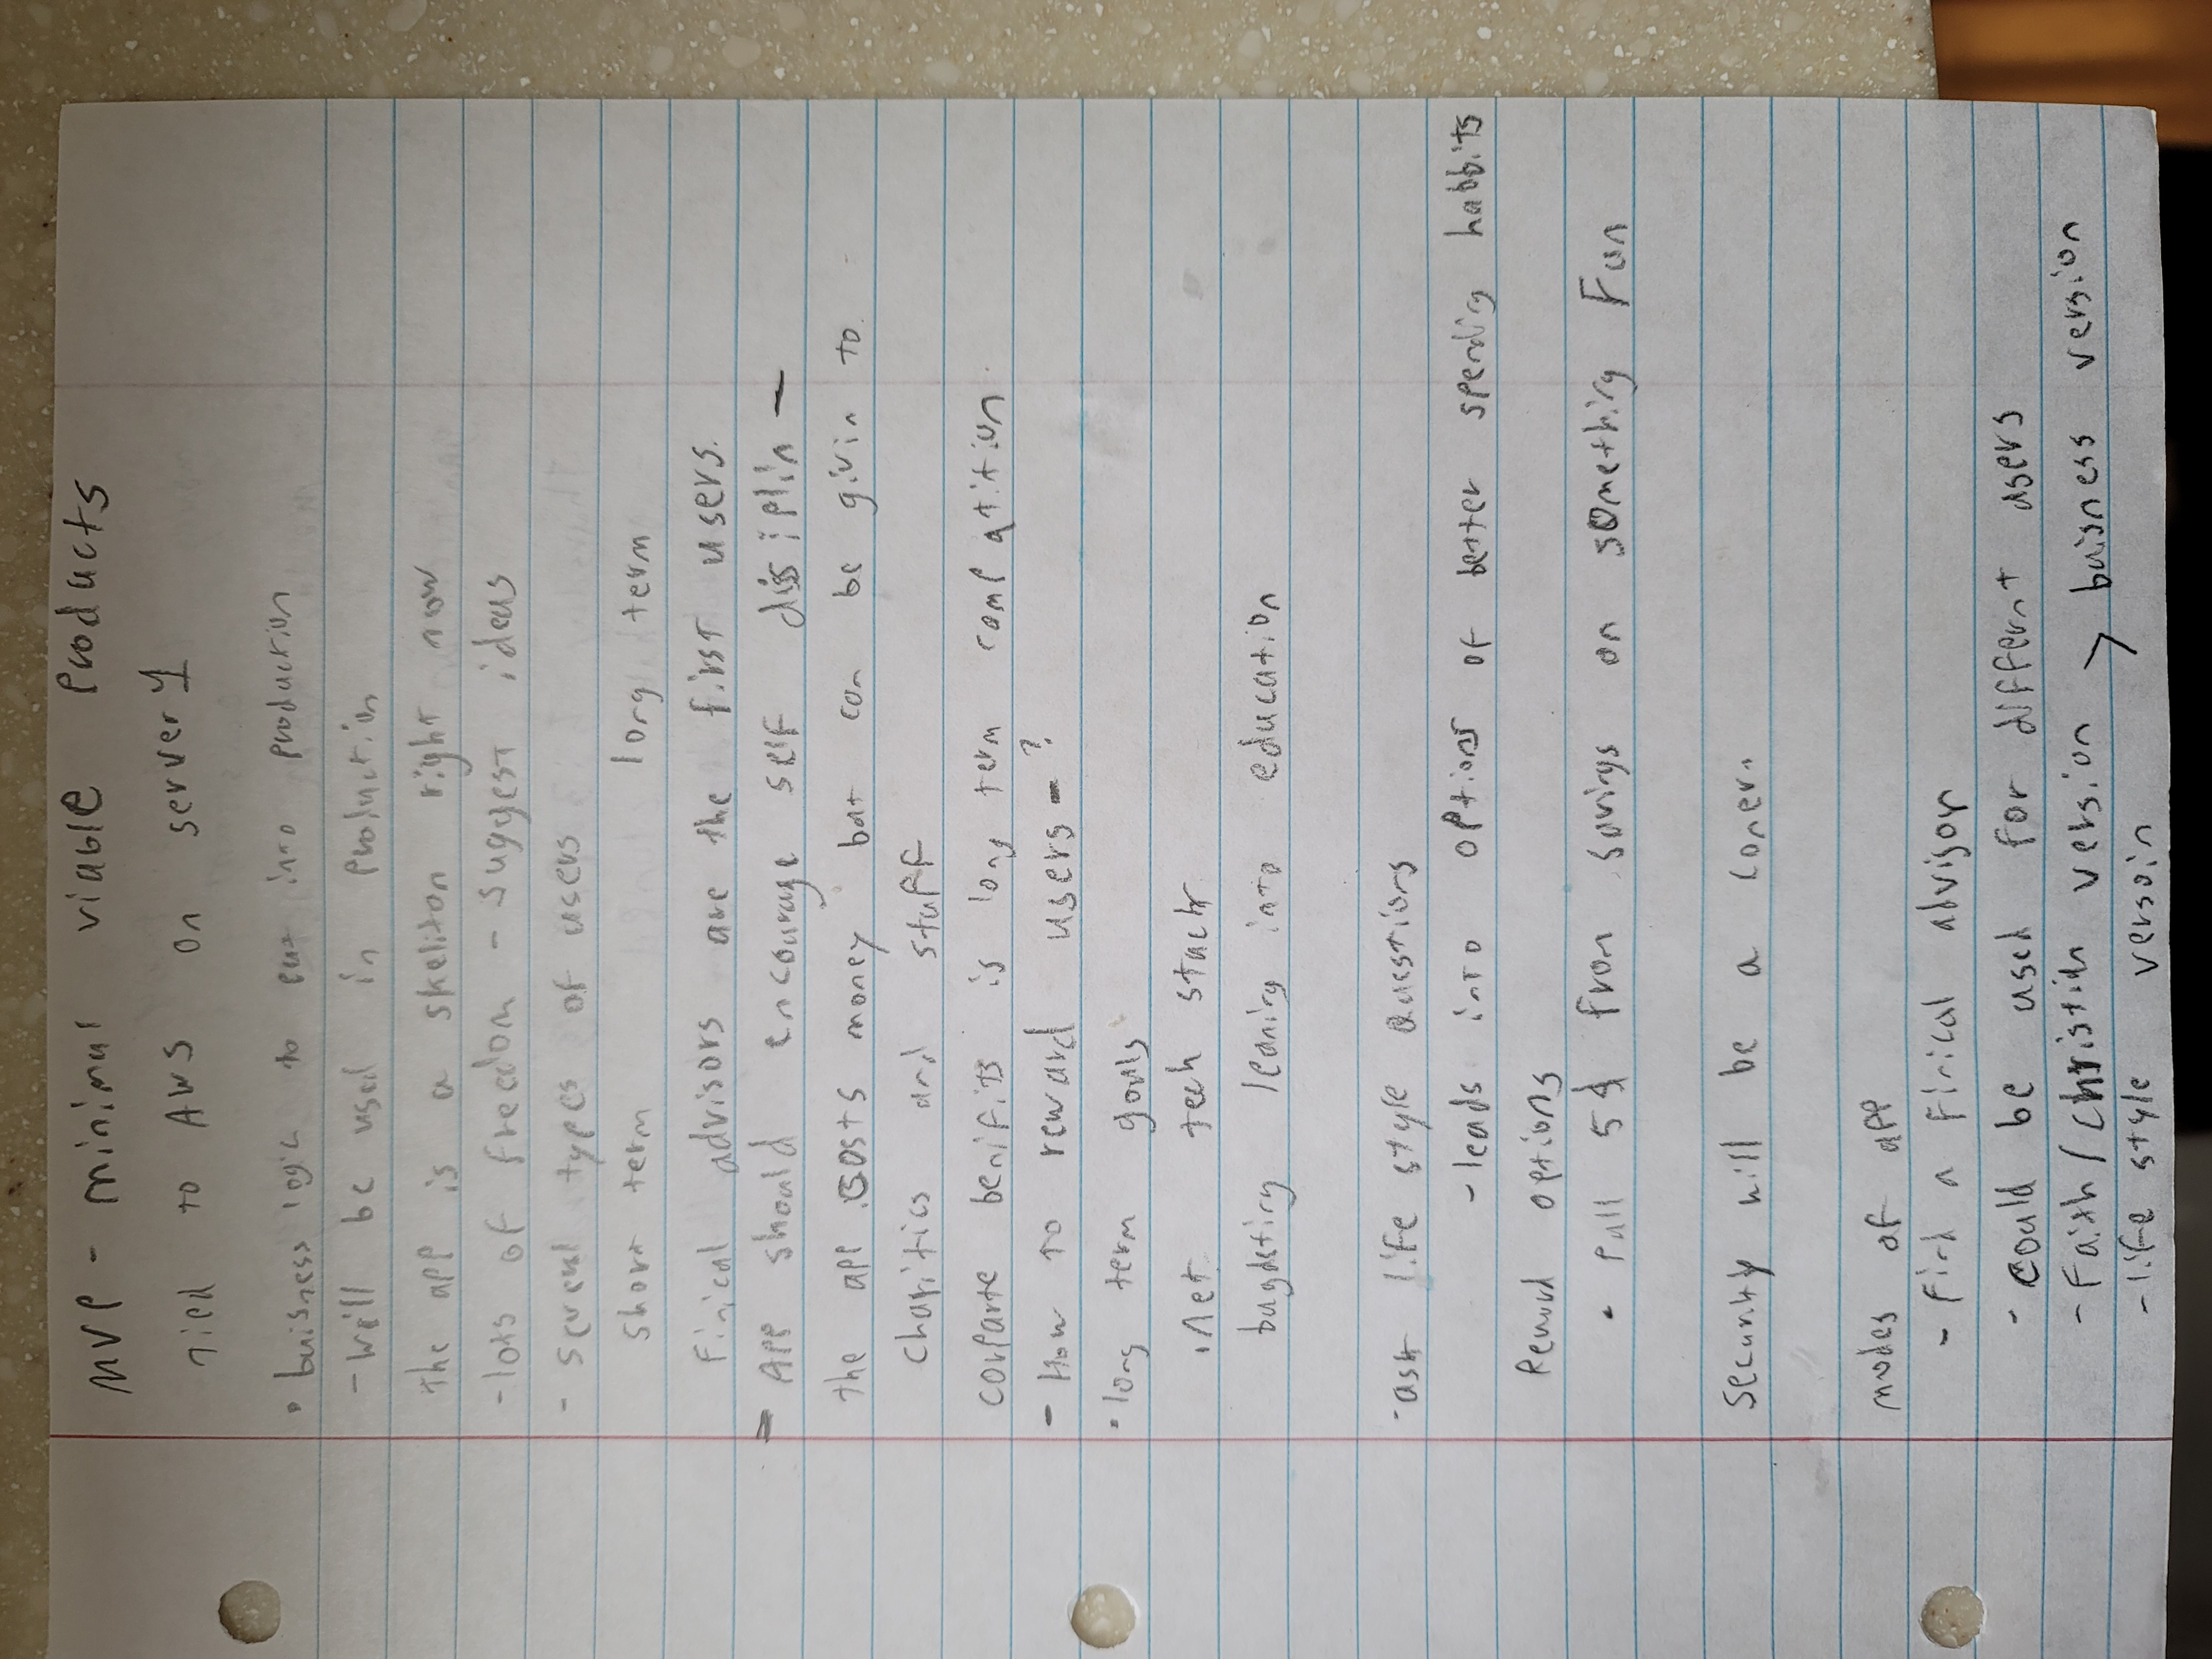 MVP - minimal viable Products
Tied to AWS on server 1
• buisness logic to put into production
- Will be used in Production
the app is a skeliton right now
- lots of freedom - suggest ideas
- several types of users
short term long term
Finical advisors are the first users.
- App should encourage self disiplin -
the app costs money but can be givin to
charities and stuff
corparte benifits is long term compatition
- How to reward users - ?
• long term goals
.Net tech stack
bugdsting leaning into education
- ask life style Questions
- leads into options of better spending habbits
Reward options
• Pull 5$ from savings on something Fun
Security will be a conern
modes of app
- Find a Finical advisor
- could be used for differnt users
- Faith / Christian version > buisness version
- life style versoin